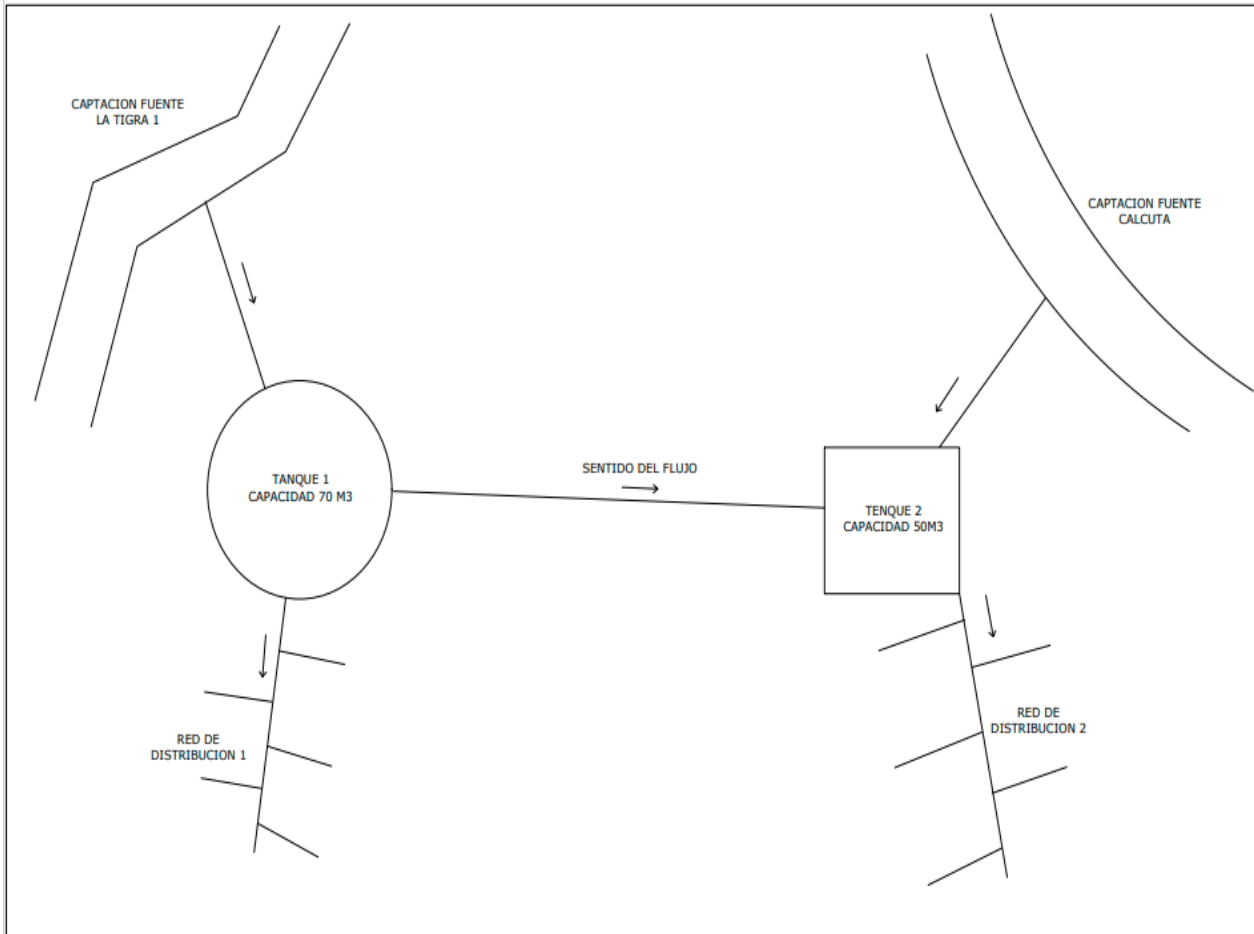 CAPTACION FUENTE
LA TIGRA 1
CAPTACION FUENTE
CALCUTA
SENTIDO DEL FLUJO
TANQUE 1
CAPACIDAD 70 M3
TENQUE 2
CAPACIDAD 50M3
RED DE
DISTRIBUCION 1
RED DE
DISTRIBUCION 2